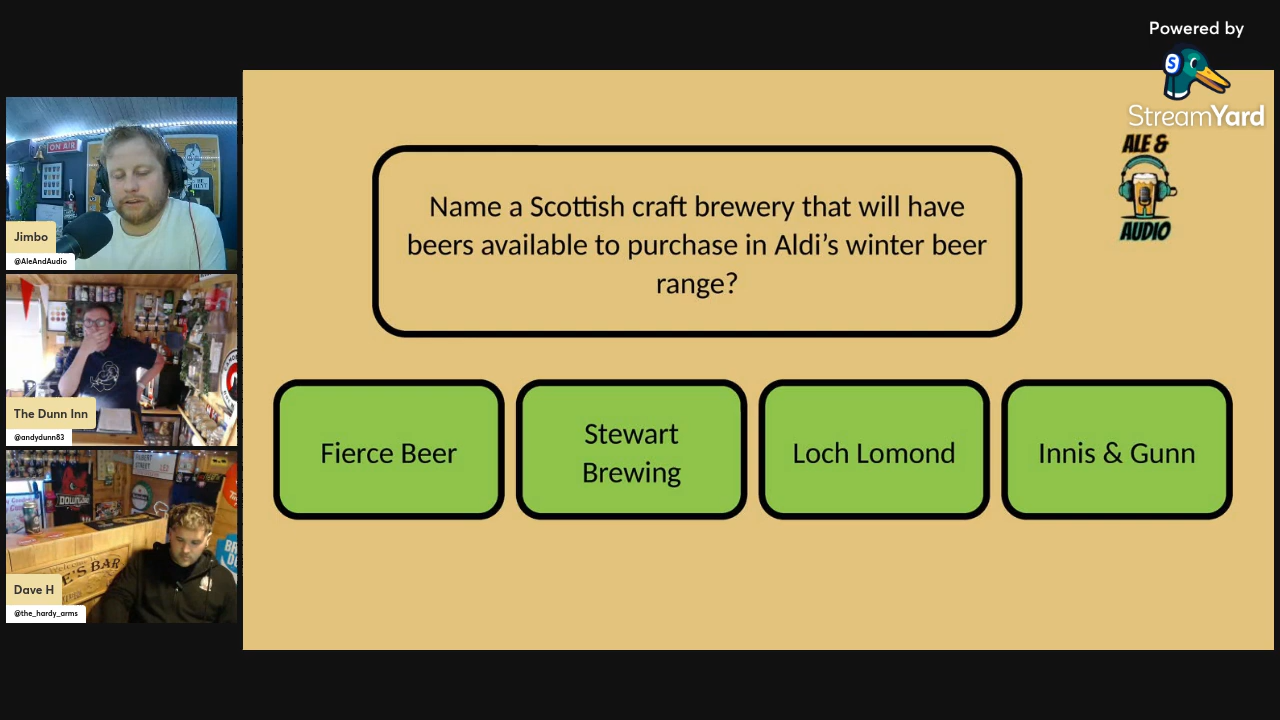 Powered by
StreamYard
ALE &
AUDIO
ON AIR
Jimbo
@AleAndAudio
The Dunn Inn
@andydunn83
Dave H
@the_hardy_arms
E'S BAR
Name a Scottish craft brewery that will have
beers available to purchase in Aldi’s winter beer
range?
Fierce Beer
Stewart
Brewing
Loch Lomond
Innis & Gunn